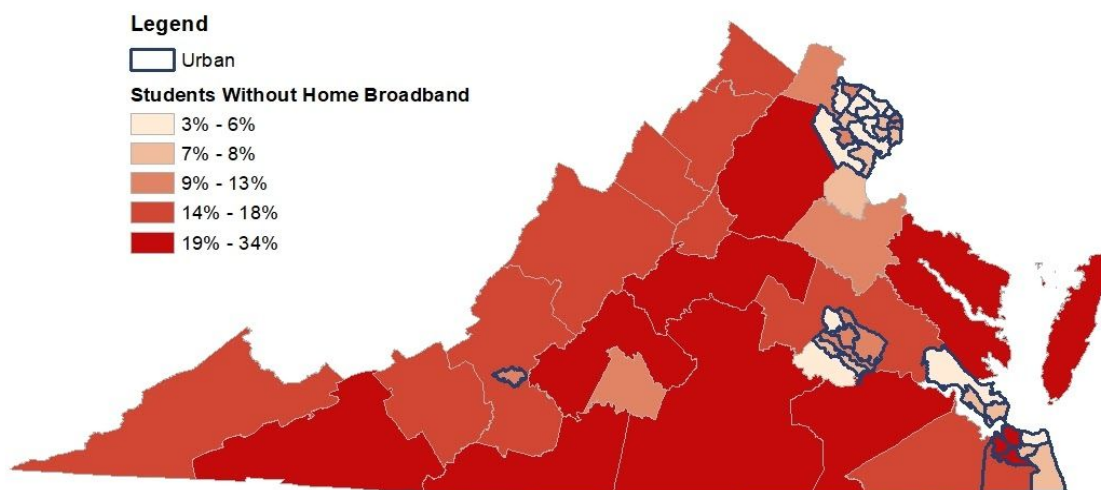 Legend
Urban
Students Without Home Broadband
3% - 6%
7% - 8%
9% - 13%
14% - 18%
19% - 34%